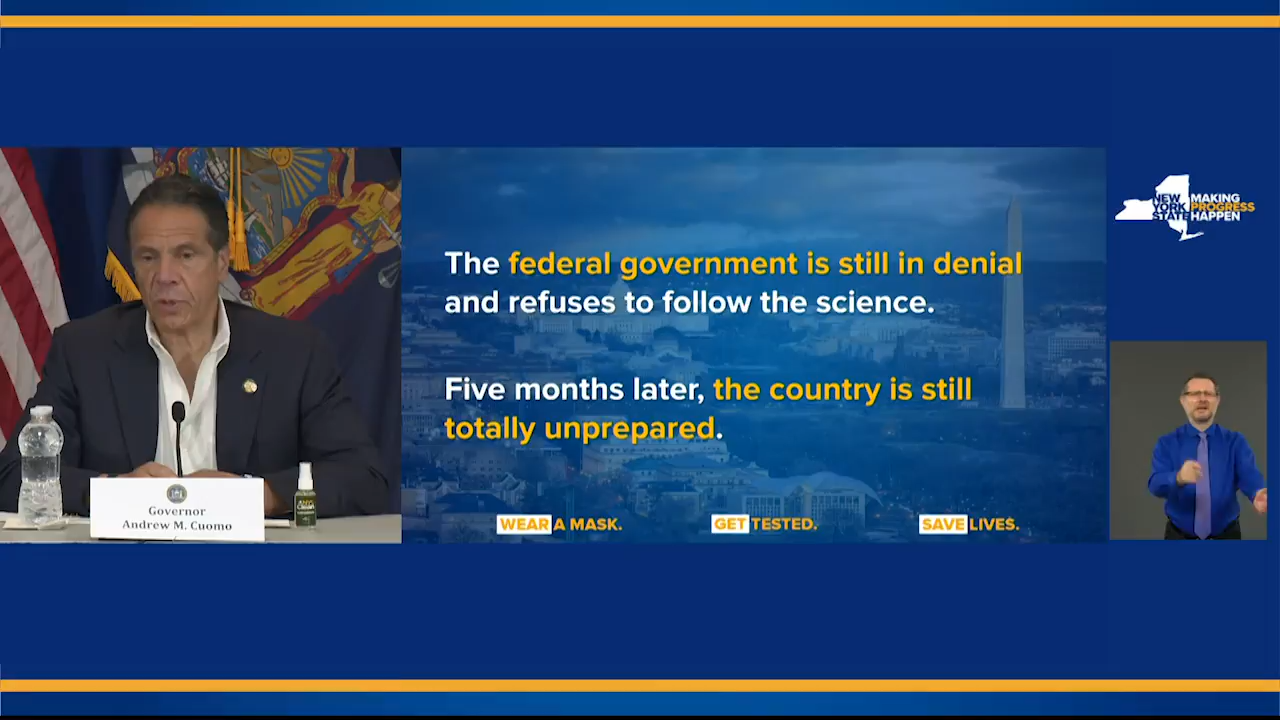 The federal government is still in denial
and refuses to follow the science.
Five months later, the country is still
totally unprepared.
WEAR A MASK.
GET TESTED.
SAVE LIVES.
Governor
Andrew M. Cuomo
NEW
YORK
STATE
MAKING
PROGRESS
HAPPEN